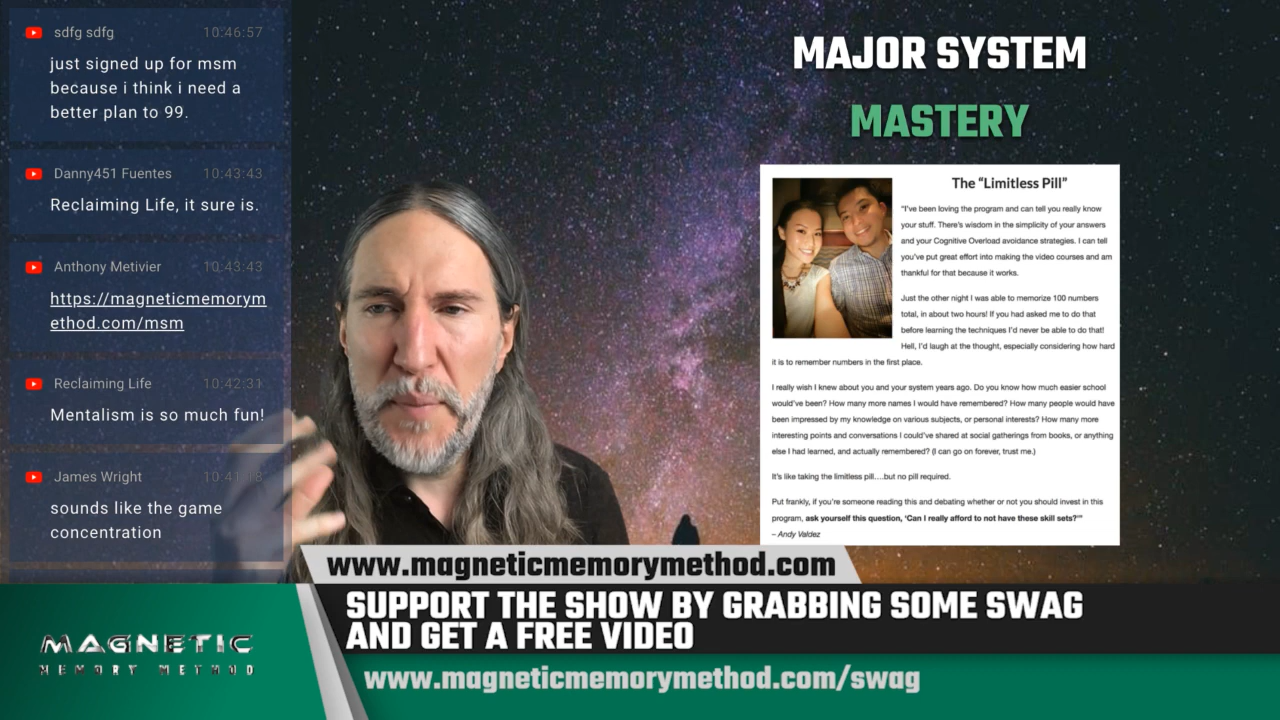 sdfg sdfg 10:46:57
just signed up for msm
because i think i need a
better plan to 99.
Danny451 Fuentes 10:43:43
Reclaiming Life, it sure is.
Anthony Metivier 10:43:43
https://magneticmemorym
ethod.com/msm
Reclaiming Life 10:42:31
Mentalism is so much fun!
James Wright 10:41:18
sounds like the game
concentration
MAJOR SYSTEM
MASTERY
The “Limitless Pill”
“I've been loving the program and can tell you really know
your stuff. There's wisdom in the simplicity of your answers
and your Cognitive Overload avoidance strategies. I can tell
you've put great effort into making the video courses and am
thankful for that because it works.
Just the other night I was able to memorize 100 numbers
total, in about two hours! If you had asked me to do that
before learning the techniques I'd never be able to do that!
Hell, I'd laugh at the thought, especially considering how hard
it is to remember numbers in the first place.
I really wish I knew about you and your system years ago. Do you know how much easier school
would've been? How many more names I would have remembered? How many people would have
been impressed by my knowledge on various subjects, or personal interests? How many more
interesting points and conversations I could've shared at social gatherings from books, or anything
else I had learned, and actually remembered? (I can go on forever, trust me.)
It's like taking the limitless pill….but no pill required.
Put frankly, if you're someone reading this and debating whether or not you should invest in this
program, ask yourself this question, ‘Can I really afford to not have these skill sets?’”
– Andy Valdez
www.magneticmemorymethod.com
SUPPORT THE SHOW BY GRABBING SOME SWAG
AND GET A FREE VIDEO
www.magneticmemorymethod.com/swag
MAGNETIC
MEMORY METHOD